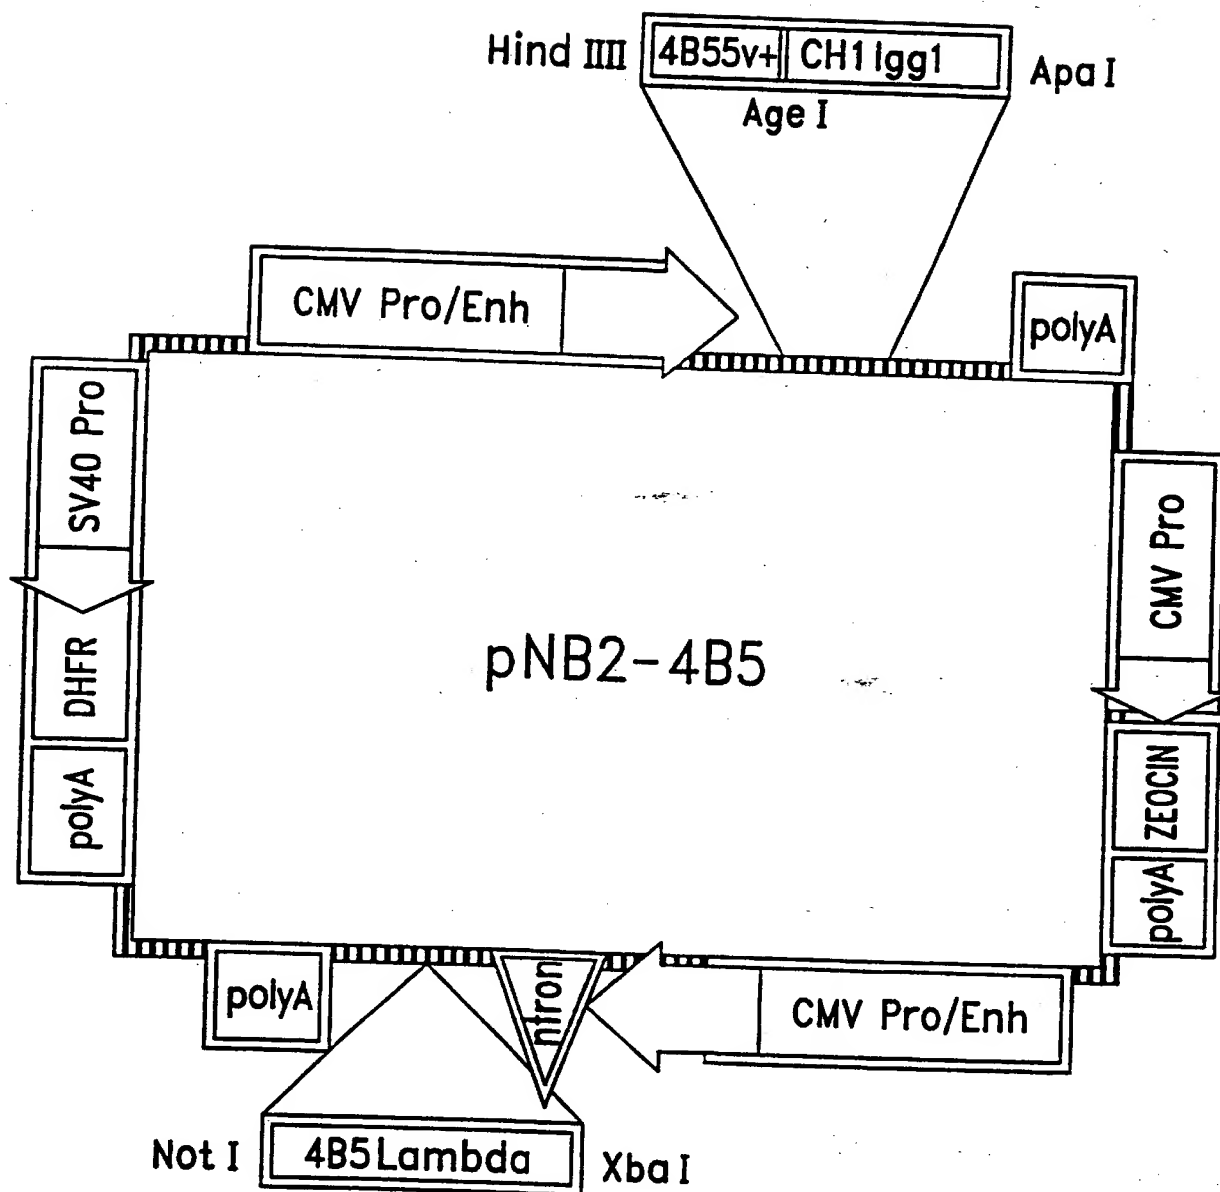 Hind IIII
4B55v+
CH1 Igg1
Apa I
Age I
CMV Pro/Enh
polyA
SV40 Pro
DHFR
polyA
CMV Pro
ZEOCIN
polyA
pNB2-4B5
polyA
ntron
CMV Pro/Enh
Not I
4B5 Lambda
Xba I